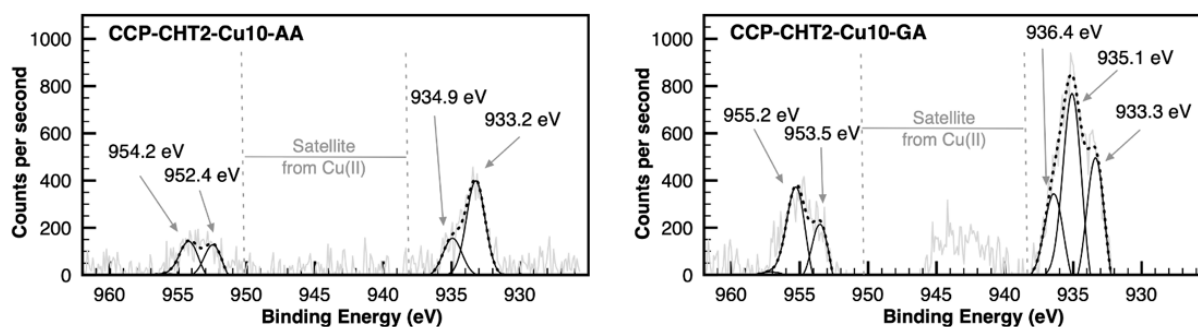 CCP-CHT2-Cu10-AA
1000
800
600
400
200
0
Counts per second
954.2 eV
952.4 eV
Satellite
from Cu(II)
934.9 eV
933.2 eV
960 955 950 945 940 935 930
Binding Energy (eV)
CCP-CHT2-Cu10-GA
1000
800
600
400
200
0
Counts per second
955.2 eV
953.5 eV
Satellite
from Cu(II)
936.4 eV
935.1 eV
933.3 eV
960 955 950 945 940 935 930
Binding Energy (eV)